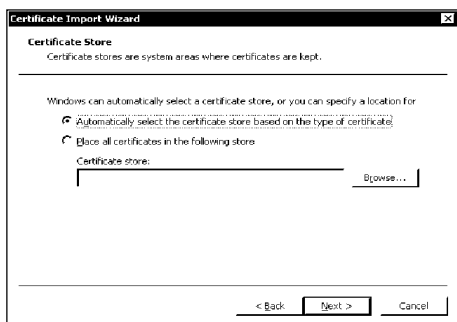 Certificate Import Wizard
Certificate Store
Certificate stores are system areas where certificates are kept.
Windows can automatically select a certificate store, or you can specify a location for
Automatically select the certificate store based on the type of certificate
Place all certificates in the following store
Certificate store:
Browse...
< Back
Next >
Cancel